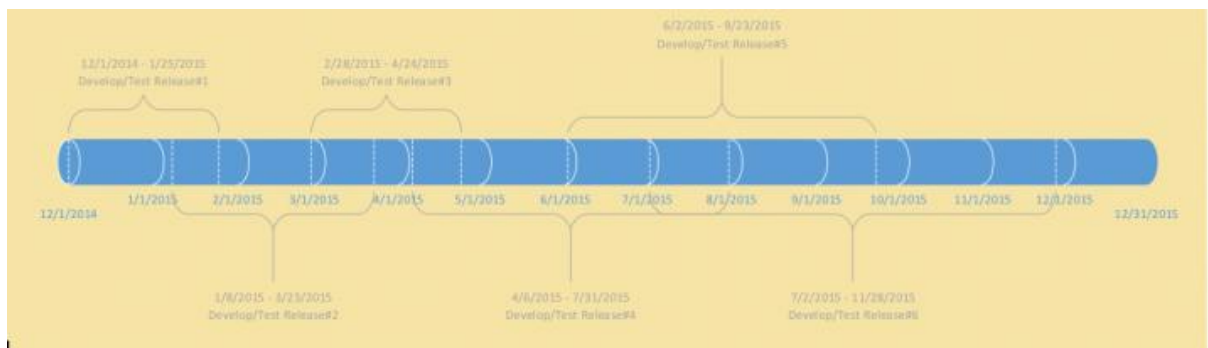 6/2/2015 - 9/23/2015
Develop/Test Release#5
12/1/2014 - 1/25/2015
Develop/Test Release#1
2/28/2015 - 4/24/2015
Develop/Test Release#3
1/1/2015 2/1/2015 3/1/2015 4/1/2015 5/1/2015 6/1/2015 7/1/2015 8/1/2015 9/1/2015 10/1/2015 11/1/2015 12/1/2015
12/1/2014
12/31/2015
1/8/2015 - 3/23/2015
Develop/Test Release#2
4/6/2015 - 7/31/2015
Develop/Test Release#4
7/2/2015 - 11/28/2015
Develop/Test Release#6